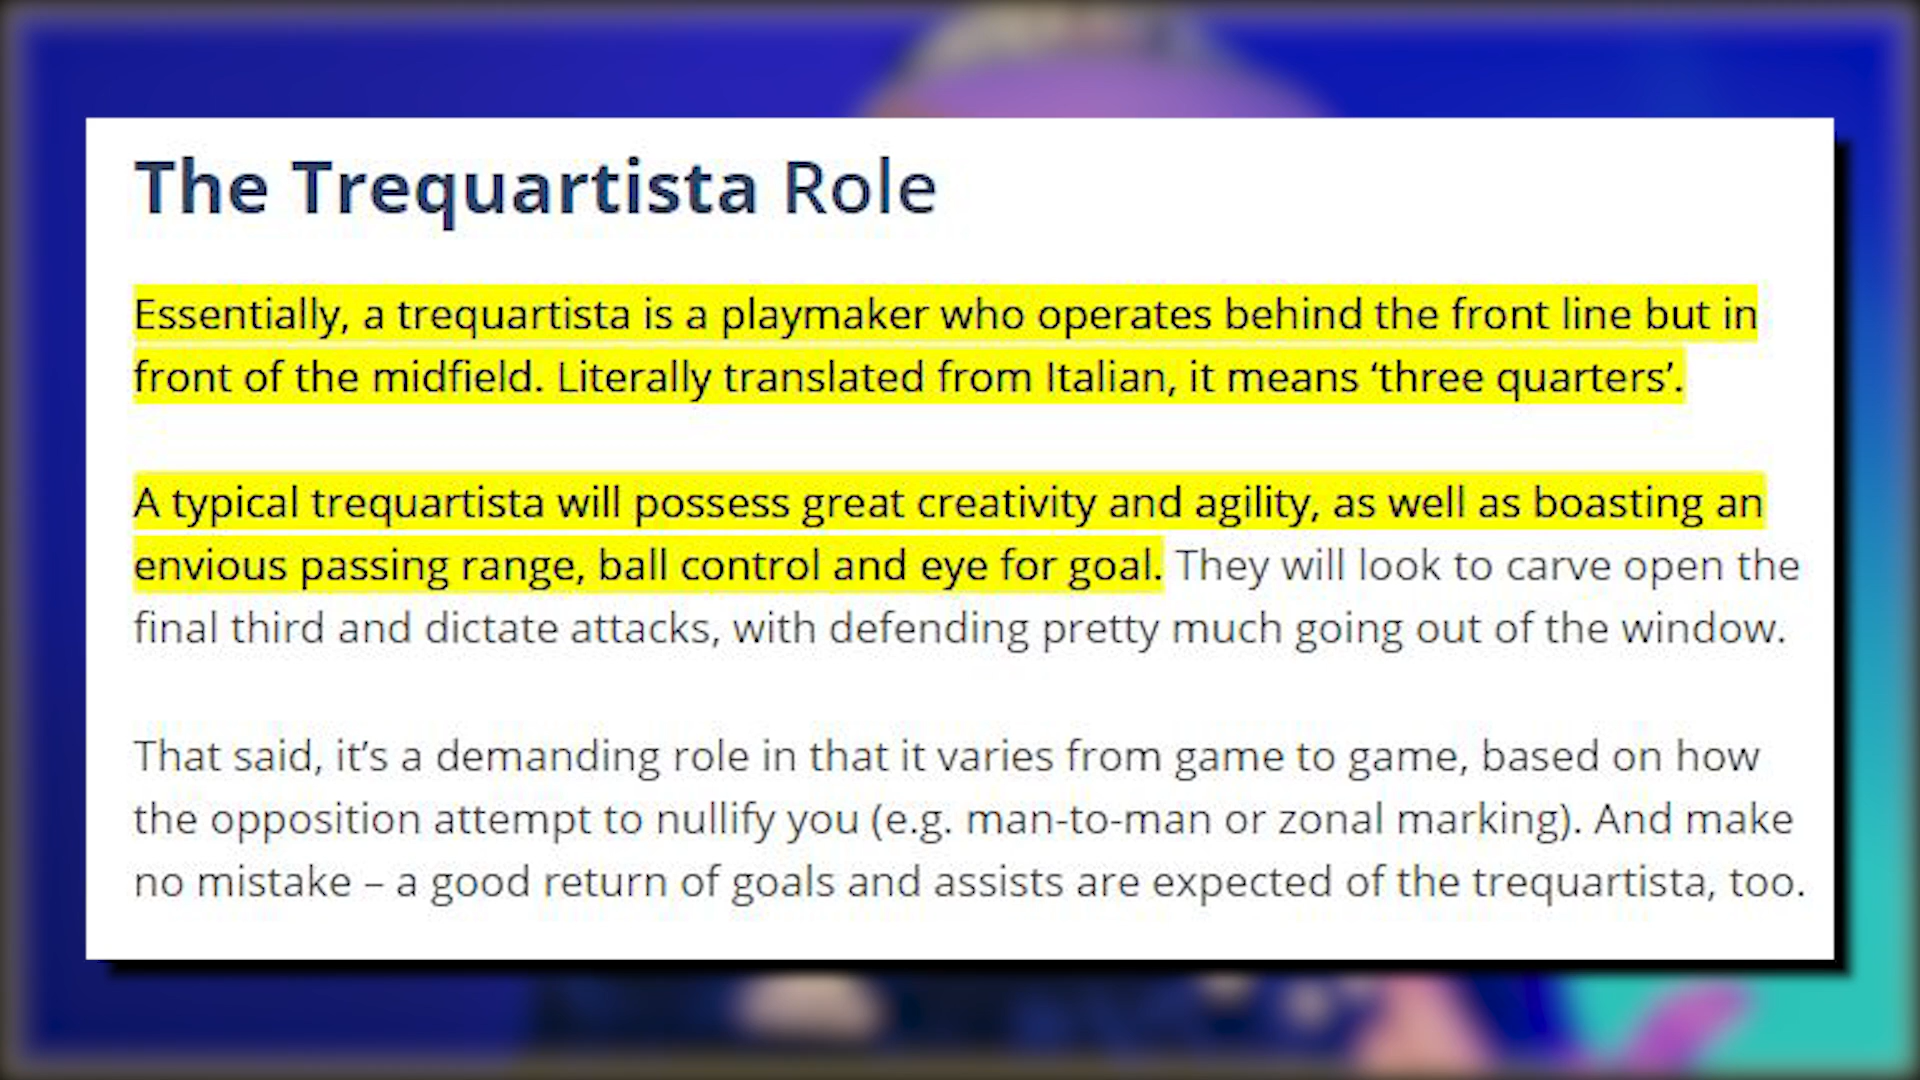 The Trequartista Role
Essentially, a trequartista is a playmaker who operates behind the front line but in
front of the midfield. Literally translated from Italian, it means ‘three quarters’.
A typical trequartista will possess great creativity and agility, as well as boasting an
envious passing range, ball control and eye for goal. They will look to carve open the
final third and dictate attacks, with defending pretty much going out of the window.
That said, it’s a demanding role in that it varies from game to game, based on how
the opposition attempt to nullify you (e.g. man-to-man or zonal marking). And make
no mistake – a good return of goals and assists are expected of the trequartista, too.